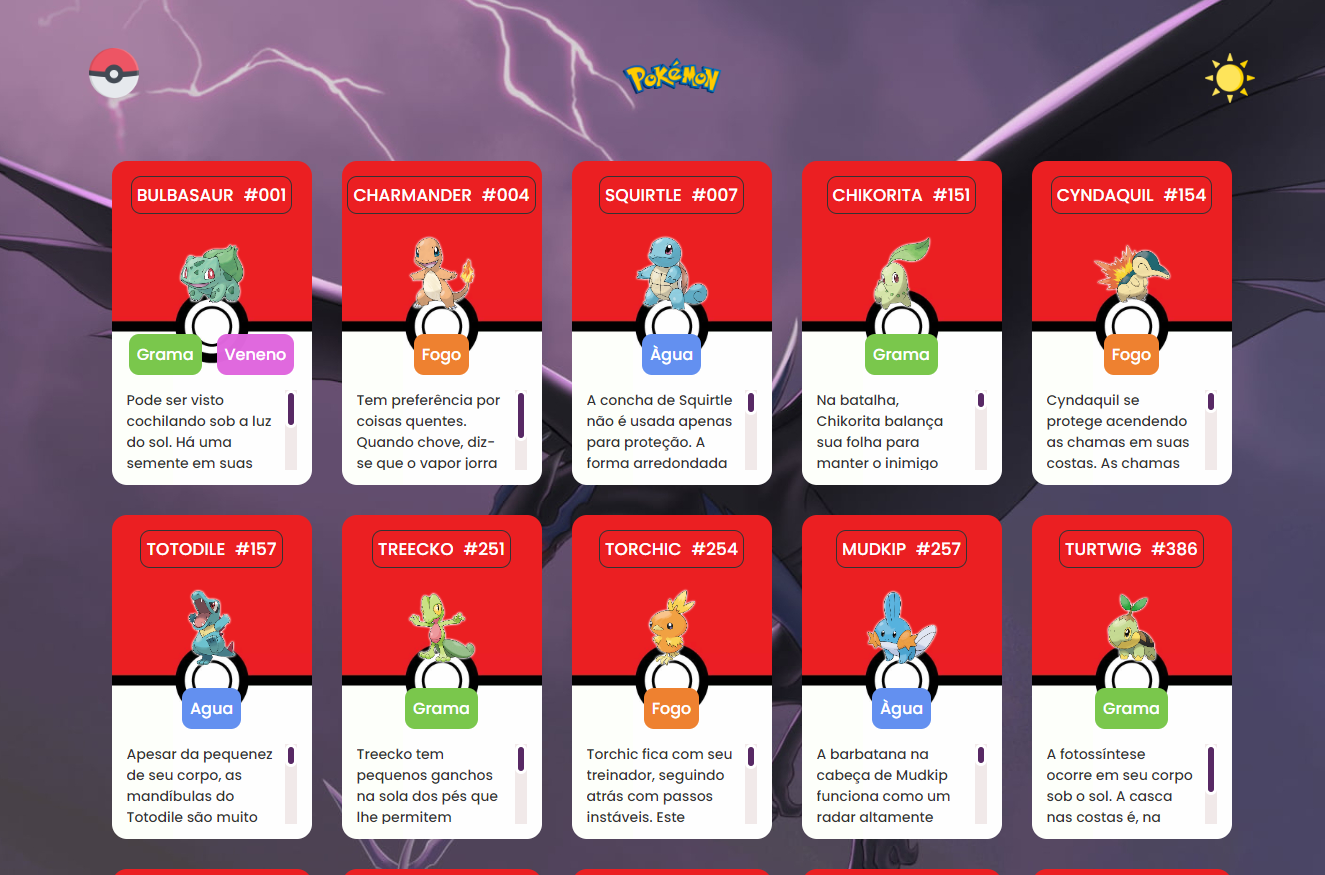 POKéMON
BULBASAUR #001
Grama Veneno
Pode ser visto
cochilando sob a luz
do sol. Há uma
semente em suas
CHARMANDER #004
Fogo
Tem preferência por
coisas quentes.
Quando chove, diz-
se que o vapor jorra
SQUIRTLE #007
Àgua
A concha de Squirtle
não é usada apenas
para proteção. A
forma arredondada
CHIKORITA #151
Grama
Na batalha,
Chikorita balança
sua folha para
manter o inimigo
CYNDAQUIL #154
Fogo
Cyndaquil se
protege acendendo
as chamas em suas
costas. As chamas
TOTODILE #157
Agua
Apesar da pequenez
de seu corpo, as
mandíbulas do
Totodile são muito
TREECKO #251
Grama
Treecko tem
pequenos ganchos
na sola dos pés que
lhe permitem
TORCHIC #254
Fogo
Torchic fica com seu
treinador, seguindo
atrás com passos
instáveis. Este
MUDKIP #257
Àgua
A barbatana na
cabeça de Mudkip
funciona como um
radar altamente
TURTWIG #386
Grama
A fotossíntese
ocorre em seu corpo
sob o sol. A casca
nas costas é, na